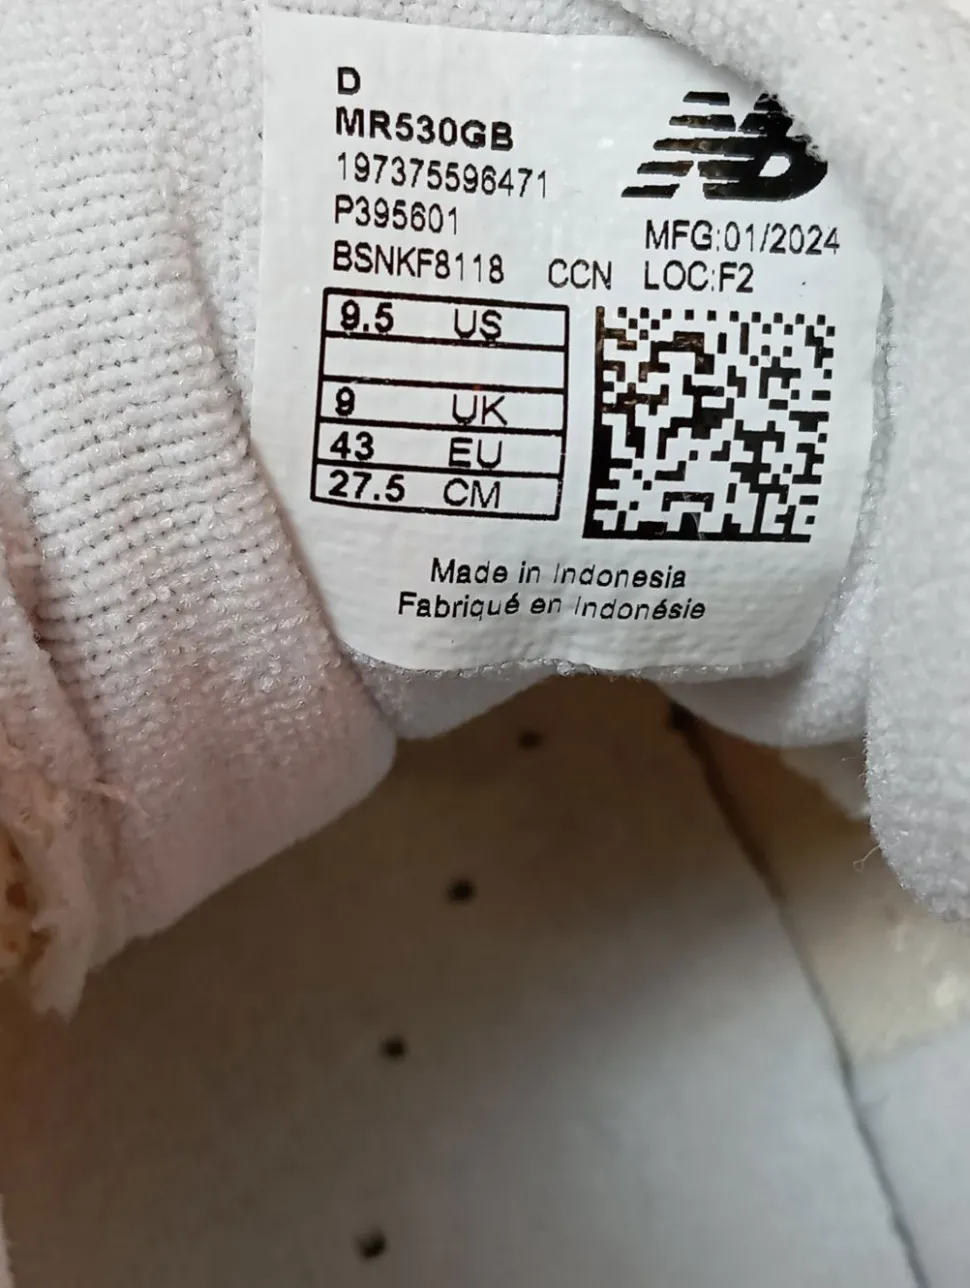 D
MR530GB
197375596471
P395601
BSNKF8118 CCN
NB
MFG:01/2024
LOC:F2
9.5 US
9 UK
43 EU
27.5 CM
Made in Indonesia
Fabriqué en Indonésie